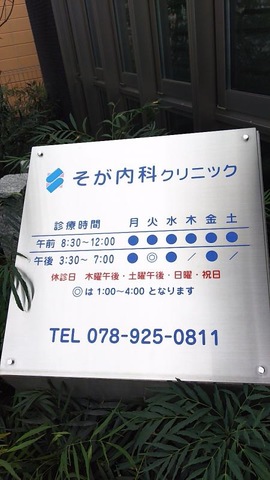 そが内科クリニック
診療時間 月 火 水 木 金 土
午前 8:30~12:00 ● ● ● ● ● ●
午後 3:30~ 7:00 ● ◎ ● / ● /
休診日 木曜午後・土曜午後・日曜・祝日
◎は 1:00~4:00 となります
TEL 078-925-0811